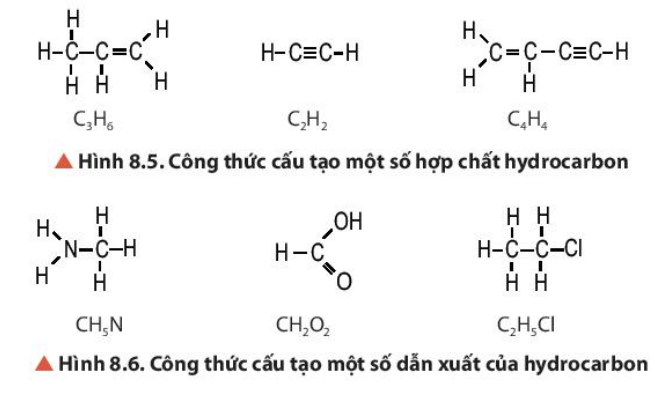 H
H
H-C-C=C
H H
H
H-C≡C-H
H
C=C-C≡C-H
H
H
C₃H₆
C₂H₂
C₄H₄
▲ Hình 8.5. Công thức cấu tạo một số hợp chất hydrocarbon
H
H
N-C-H
H
H
OH
H-C
O
H H
H-C-C-Cl
H H
CH₅N
CH₂O₂
C₂H₅Cl
▲ Hình 8.6. Công thức cấu tạo một số dẫn xuất của hydrocarbon